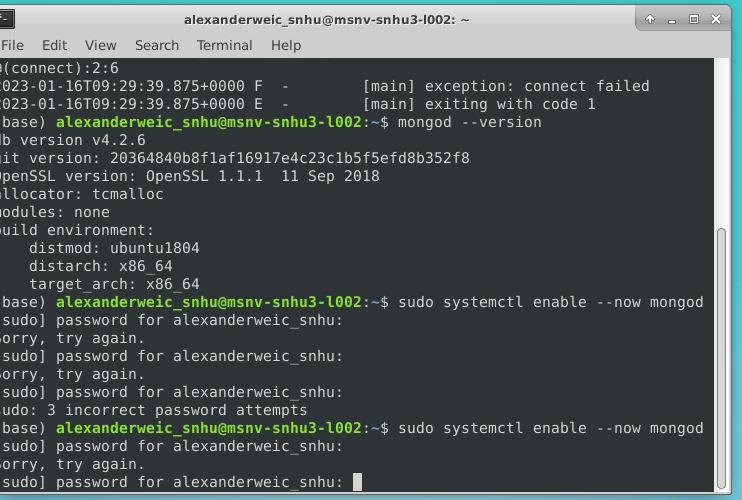 alexanderweic_snhu@msnv-snhu3-l002: ~
File Edit View Search Terminal Help
@(connect):2:6
2023-01-16T09:29:39.875+0000 F  -        [main] exception: connect failed
2023-01-16T09:29:39.875+0000 E  -        [main] exiting with code 1
base) alexanderweic_snhu@msnv-snhu3-l002:~$ mongod --version
db version v4.2.6
git version: 20364840b8f1af16917e4c23c1b5f5efd8b352f8
OpenSSL version: OpenSSL 1.1.1  11 Sep 2018
allocator: tcmalloc
modules: none
build environment:
    distmod: ubuntu1804
    distarch: x86_64
    target_arch: x86_64
base) alexanderweic_snhu@msnv-snhu3-l002:~$ sudo systemctl enable --now mongod
sudo] password for alexanderweic_snhu:
Sorry, try again.
sudo] password for alexanderweic_snhu:
Sorry, try again.
sudo] password for alexanderweic_snhu:
sudo: 3 incorrect password attempts
base) alexanderweic_snhu@msnv-snhu3-l002:~$ sudo systemctl enable --now mongod
sudo] password for alexanderweic_snhu:
Sorry, try again.
sudo] password for alexanderweic_snhu: